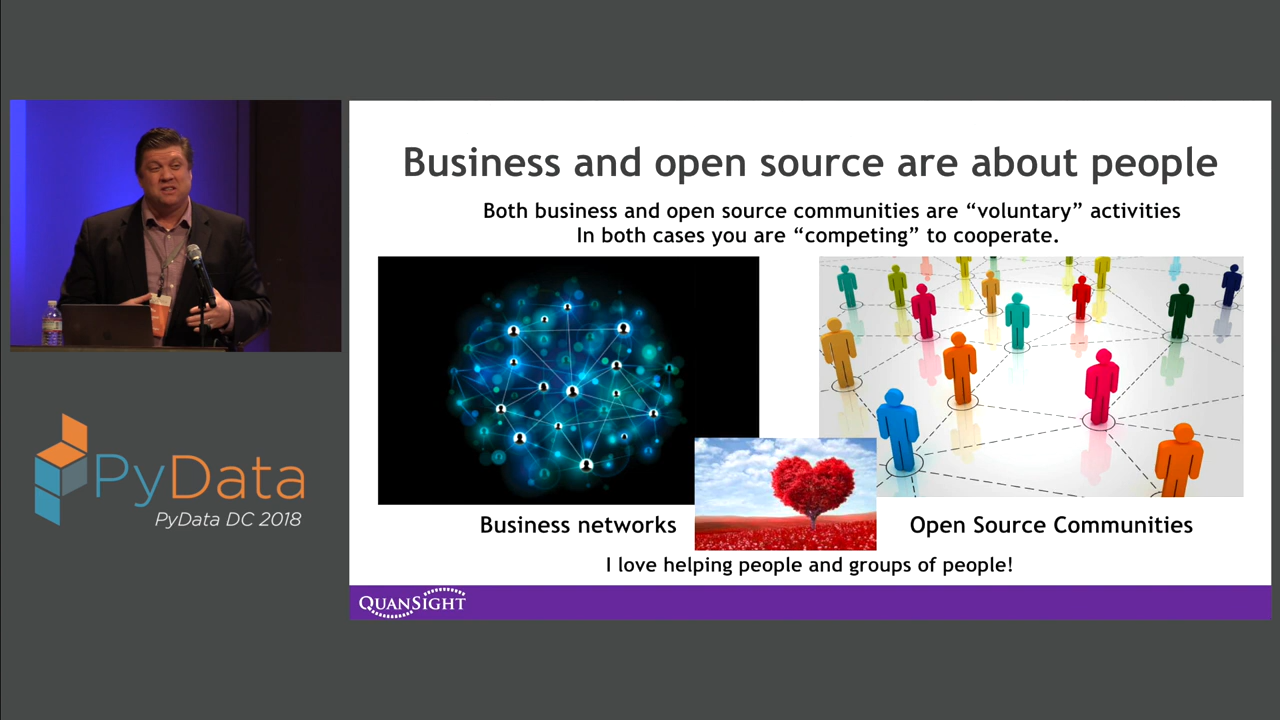 Business and open source are about people
Both business and open source communities are “voluntary” activities
In both cases you are “competing” to cooperate.
Business networks
Open Source Communities
I love helping people and groups of people!
QUANSIGHT
PyData
PyData DC 2018